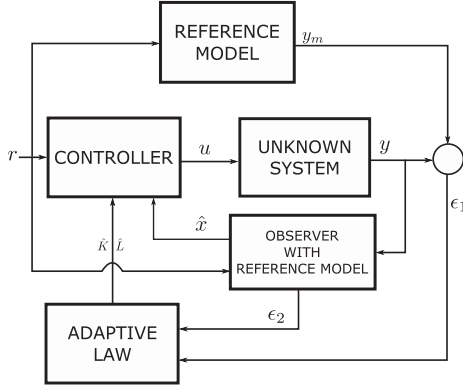 REFERENCE
MODEL
y_m
r
CONTROLLER
u
UNKNOWN
SYSTEM
y
ϵ_1
x̂
OBSERVER
WITH
REFERENCE MODEL
K̂ L̂
ϵ_2
ADAPTIVE
LAW